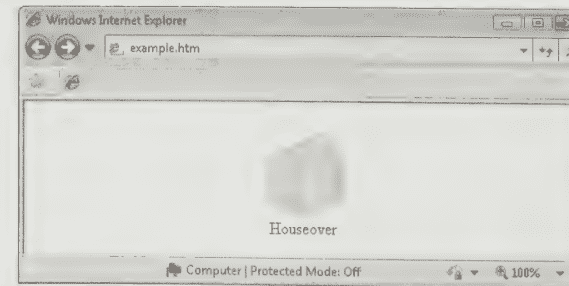 Windows Internet Explorer
example.htm
Houseover
Computer | Protected Mode: Off
100%